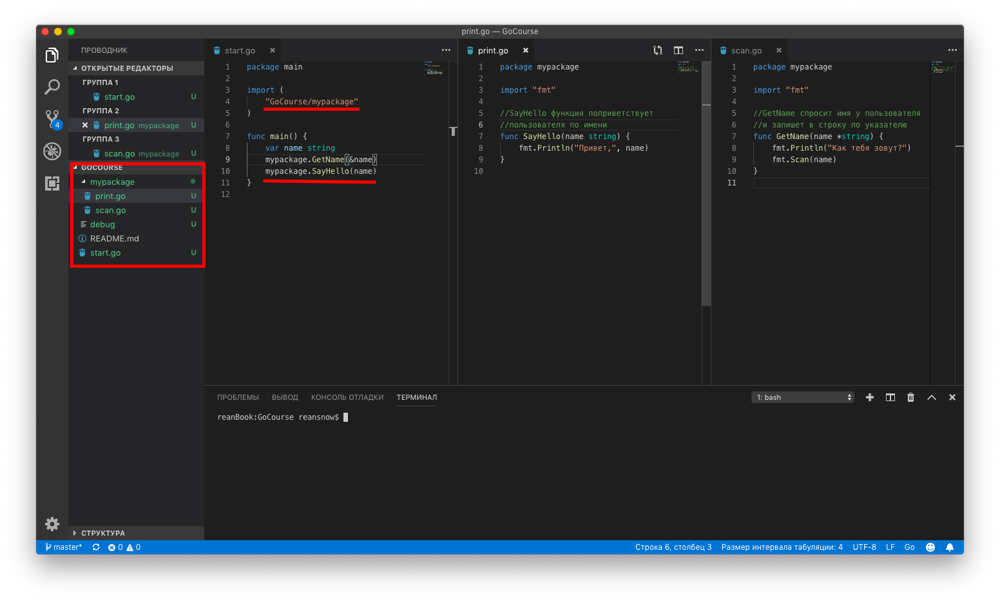 print.go — GoCourse
ПРОВОДНИК
ОТКРЫТЫЕ РЕДАКТОРЫ
ГРУППА 1
start.go U
ГРУППА 2
print.go mypackage U
ГРУППА 3
scan.go mypackage U
GOCOURSE
mypackage
print.go U
scan.go U
debug U
README.md
start.go U
СТРУКТУРА
4
start.go
1 package main
2
3 import (
4 "GoCourse/mypackage"
5 )
6
7 func main() {
8 var name string
9 mypackage.GetName(&name)
10 mypackage.SayHello(name)
11 }
12
print.go
1 package mypackage
2
3 import "fmt"
4
5 //SayHello функция поприветствует
6 //пользователя по имени
7 func SayHello(name string) {
8 fmt.Println("Привет,", name)
9 }
10
scan.go
1 package mypackage
2
3 import "fmt"
4
5 //GetName спросит имя у пользователя
6 //и запишет в строку по указателю
7 func GetName(name *string) {
8 fmt.Println("Как тебя зовут?")
9 fmt.Scan(name)
10 }
11
ПРОБЛЕМЫ ВЫВОД КОНСОЛЬ ОТЛАДКИ ТЕРМИНАЛ 1: bash
reanBook:GoCourse reansnow$
master* 0 0 Строка 6, столбец 3 Размер интервала табуляции: 4 UTF-8 LF Go